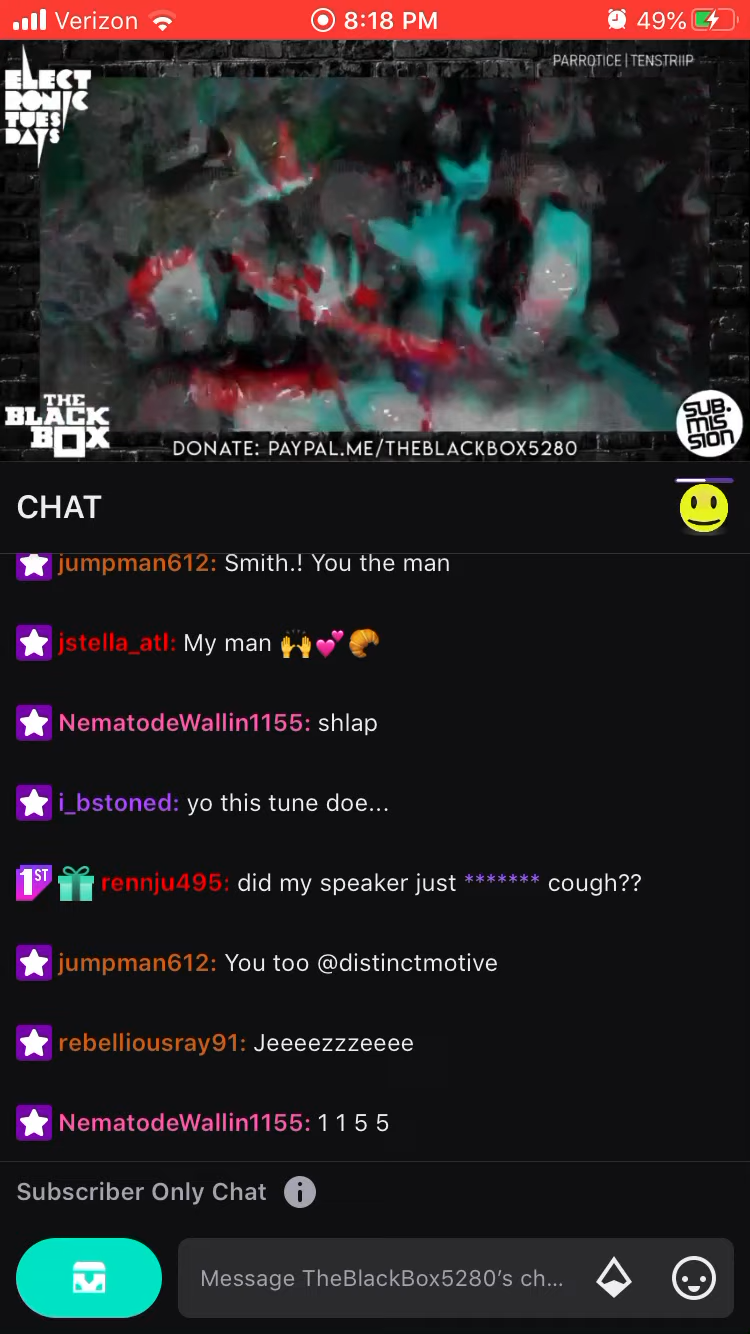 Verizon 8:18 PM 49%
PARROTICE | TENSTRIIP
ELECT
RONIC
TUES
DAYS
THE
BLACK
BOX
SUB.
MIS
SION
DONATE: PAYPAL.ME/THEBLACKBOX5280
CHAT
jumpman612: Smith.! You the man
jstella_atl: My man 🙌💕🥐
NematodeWallin1155: shlap
i_bstoned: yo this tune doe...
1ST rennju495: did my speaker just ******* cough??
jumpman612: You too @distinctmotive
rebelliousray91: Jeeeezzzeeee
NematodeWallin1155: 1 1 5 5
Subscriber Only Chat
Message TheBlackBox5280’s ch...